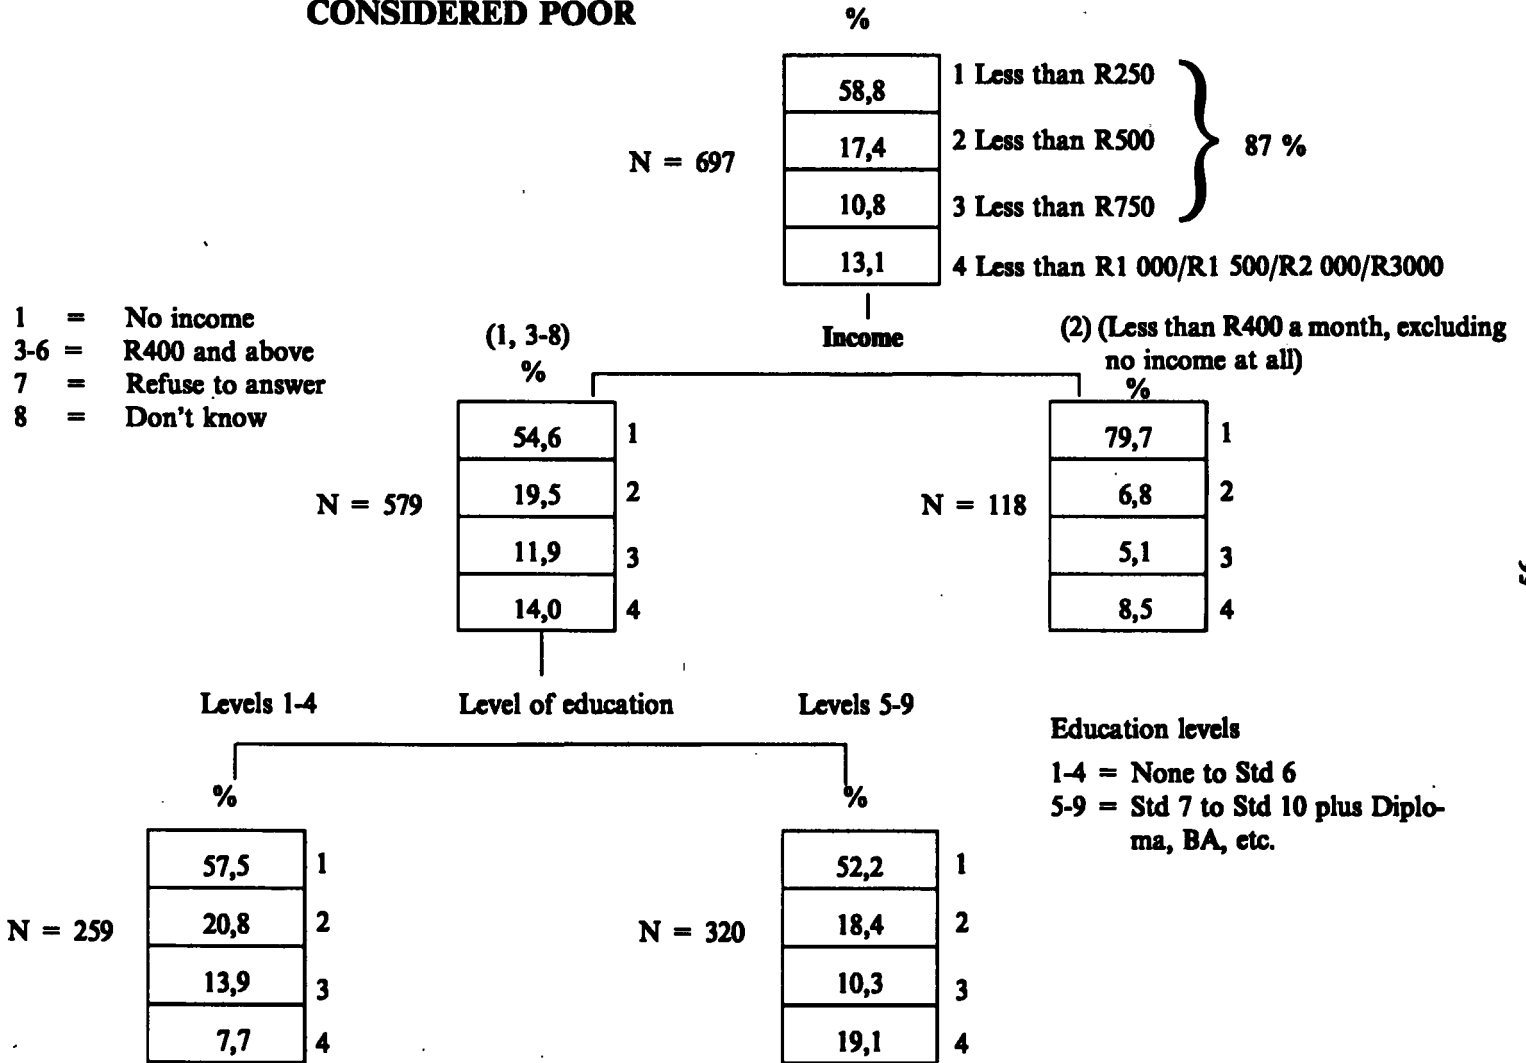 CONSIDERED POOR
%
58,8 1 Less than R250
17,4 2 Less than R500
10,8 3 Less than R750
13,1 4 Less than R1 000/R1 500/R2 000/R3000
87 %
N = 697
Income
1 = No income
3-6 = R400 and above
7 = Refuse to answer
8 = Don't know
(1, 3-8)
%
54,6 1
19,5 2
11,9 3
14,0 4
N = 579
(2) (Less than R400 a month, excluding
no income at all)
%
79,7 1
6,8 2
5,1 3
8,5 4
N = 118
Levels 1-4 Level of education Levels 5-9
%
57,5 1
20,8 2
13,9 3
7,7 4
N = 259
%
52,2 1
18,4 2
10,3 3
19,1 4
N = 320
Education levels
1-4 = None to Std 6
5-9 = Std 7 to Std 10 plus Diplo-
ma, BA, etc.